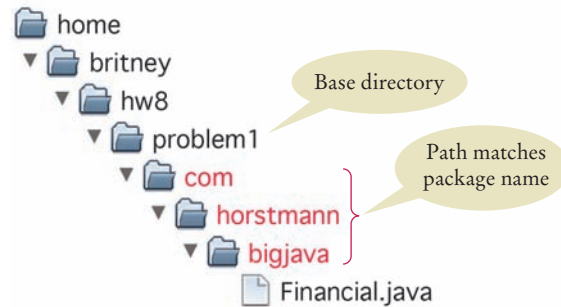 home
britney
hw8
Base directory
problem1
Path matches
package name
com
horstmann
bigjava
Financial.java